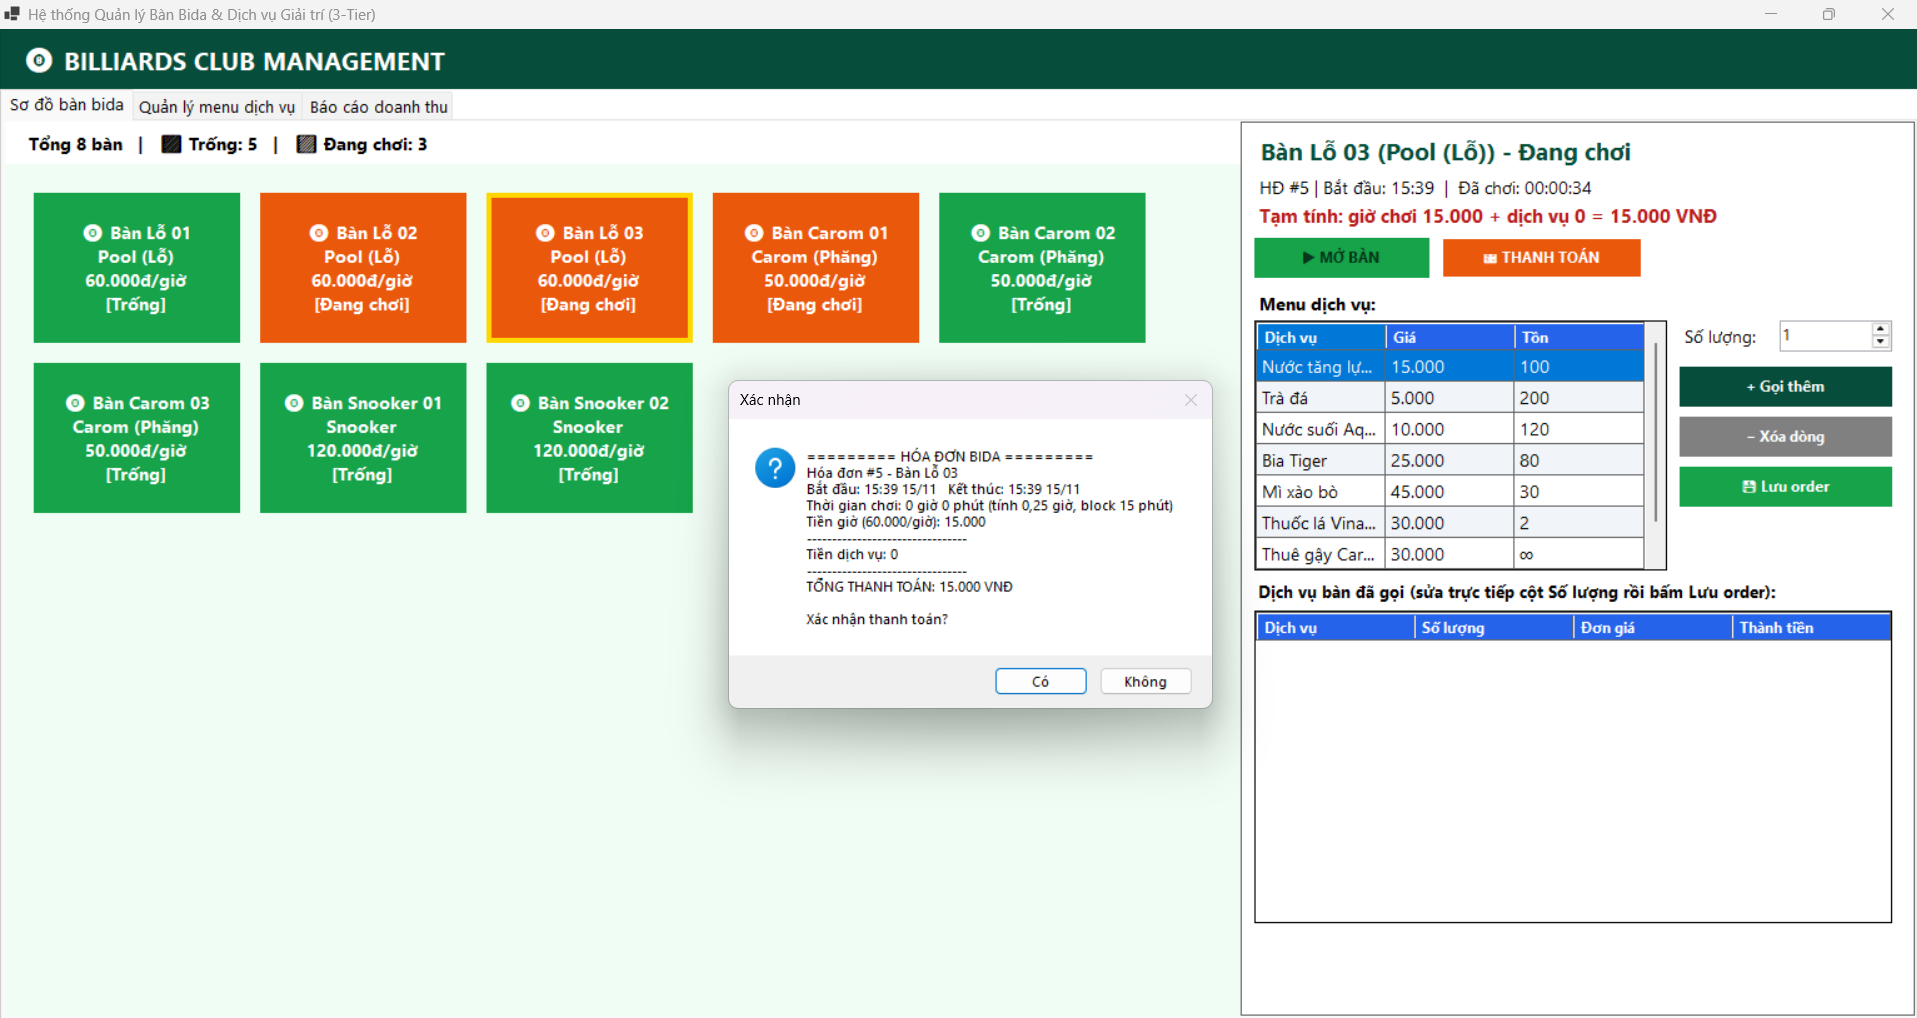 Hệ thống Quản lý Bàn Bida & Dịch vụ Giải trí (3-Tier)
BILLIARDS CLUB MANAGEMENT
Sơ đồ bàn bida
Quản lý menu dịch vụ
Báo cáo doanh thu
Tổng 8 bàn | Trống: 5 | Đang chơi: 3
Bàn Lỗ 01
Pool (Lỗ)
60.000đ/giờ
[Trống]
Bàn Lỗ 02
Pool (Lỗ)
60.000đ/giờ
[Đang chơi]
Bàn Lỗ 03
Pool (Lỗ)
60.000đ/giờ
[Đang chơi]
Bàn Carom 01
Carom (Phăng)
50.000đ/giờ
[Đang chơi]
Bàn Carom 02
Carom (Phăng)
50.000đ/giờ
[Trống]
Bàn Carom 03
Carom (Phăng)
50.000đ/giờ
[Trống]
Bàn Snooker 01
Snooker
120.000đ/giờ
[Trống]
Bàn Snooker 02
Snooker
120.000đ/giờ
[Trống]
Xác nhận
========= HÓA ĐƠN BIDA =========
Hóa đơn #5 - Bàn Lỗ 03
Bắt đầu: 15:39 15/11 Kết thúc: 15:39 15/11
Thời gian chơi: 0 giờ 0 phút (tính 0,25 giờ, block 15 phút)
Tiền giờ (60.000/giờ): 15.000
--------------------------------
Tiền dịch vụ: 0
--------------------------------
TỔNG THANH TOÁN: 15.000 VNĐ
Xác nhận thanh toán?
Có
Không
Bàn Lỗ 03 (Pool (Lỗ)) - Đang chơi
HĐ #5 | Bắt đầu: 15:39 | Đã chơi: 00:00:34
Tạm tính: giờ chơi 15.000 + dịch vụ 0 = 15.000 VNĐ
MỞ BÀN
THANH TOÁN
Menu dịch vụ:
Dịch vụ Giá Tồn
Nước tăng lự... 15.000 100
Trà đá 5.000 200
Nước suối Aq... 10.000 120
Bia Tiger 25.000 80
Mì xào bò 45.000 30
Thuốc lá Vina... 30.000 2
Thuê gậy Car... 30.000 ∞
Số lượng: 1
+ Gọi thêm
− Xóa dòng
Lưu order
Dịch vụ bàn đã gọi (sửa trực tiếp cột Số lượng rồi bấm Lưu order):
Dịch vụ Số lượng Đơn giá Thành tiền